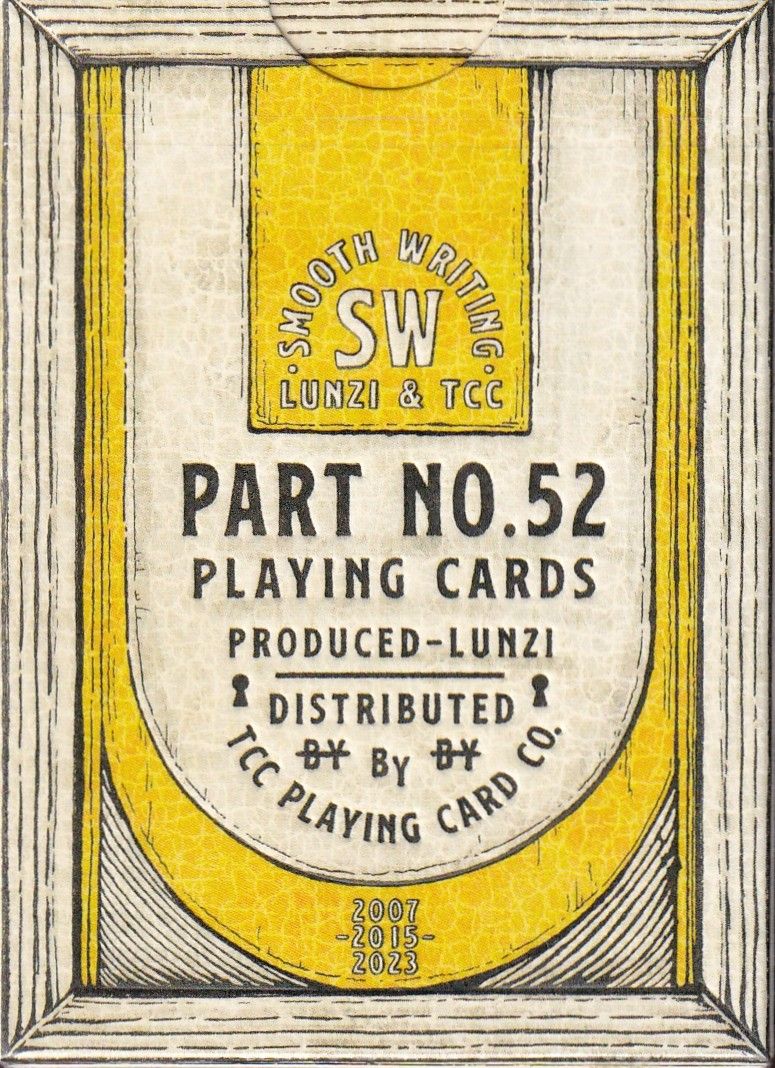 ·SMOOTH WRITING·
SW
LUNZI & TCC
PART NO.52
PLAYING CARDS
PRODUCED-LUNZI
DISTRIBUTED
BY By BY
TCC PLAYING CARD CO.
2007
-2015-
2023